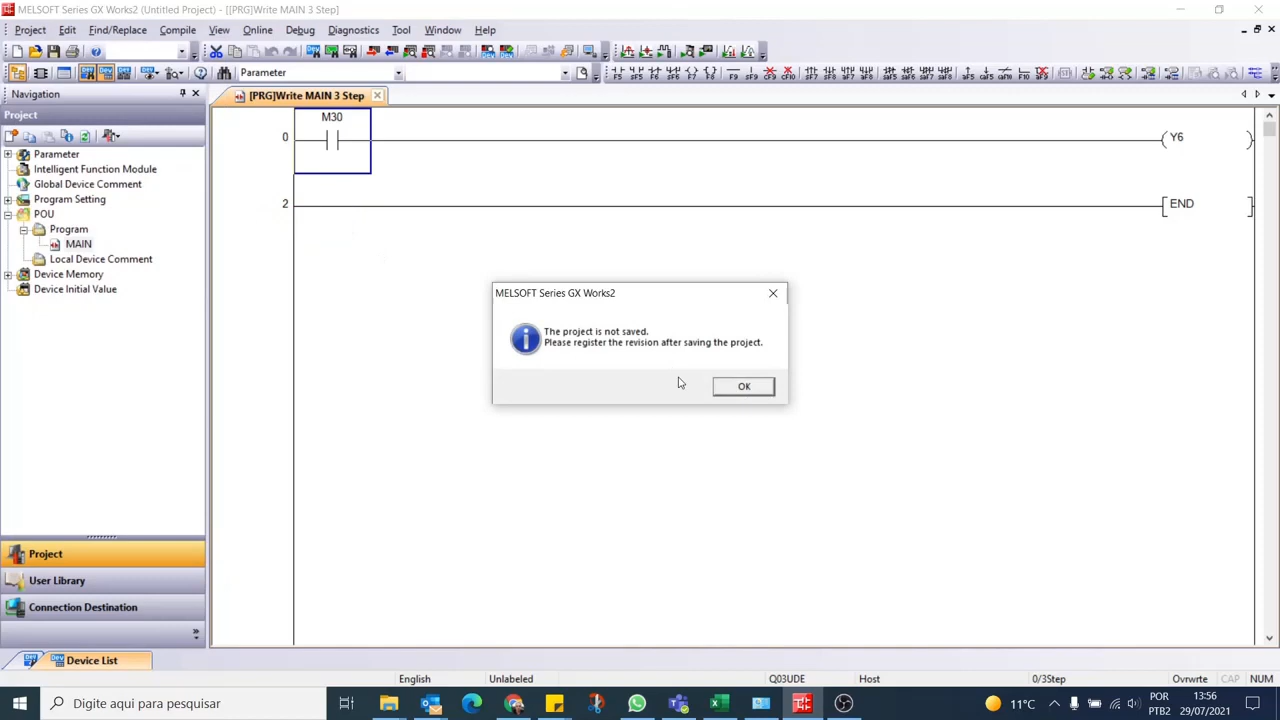 MELSOFT Series GX Works2 (Untitled Project) - [[PRG]Write MAIN 3 Step]
Project Edit Find/Replace Compile View Online Debug Diagnostics Tool Window Help
Parameter
Navigation
[PRG]Write MAIN 3 Step
Project
Parameter
Intelligent Function Module
Global Device Comment
Program Setting
POU
Program
MAIN
Local Device Comment
Device Memory
Device Initial Value
M30
0
Y6
2
END
MELSOFT Series GX Works2
The project is not saved.
Please register the revision after saving the project.
OK
Project
User Library
Connection Destination
Device List
English
Unlabeled
Q03UDE
Host
0/3Step
Ovrwrte
CAP
NUM
Digite aqui para pesquisar
11°C
POR
PTB2
13:56
29/07/2021